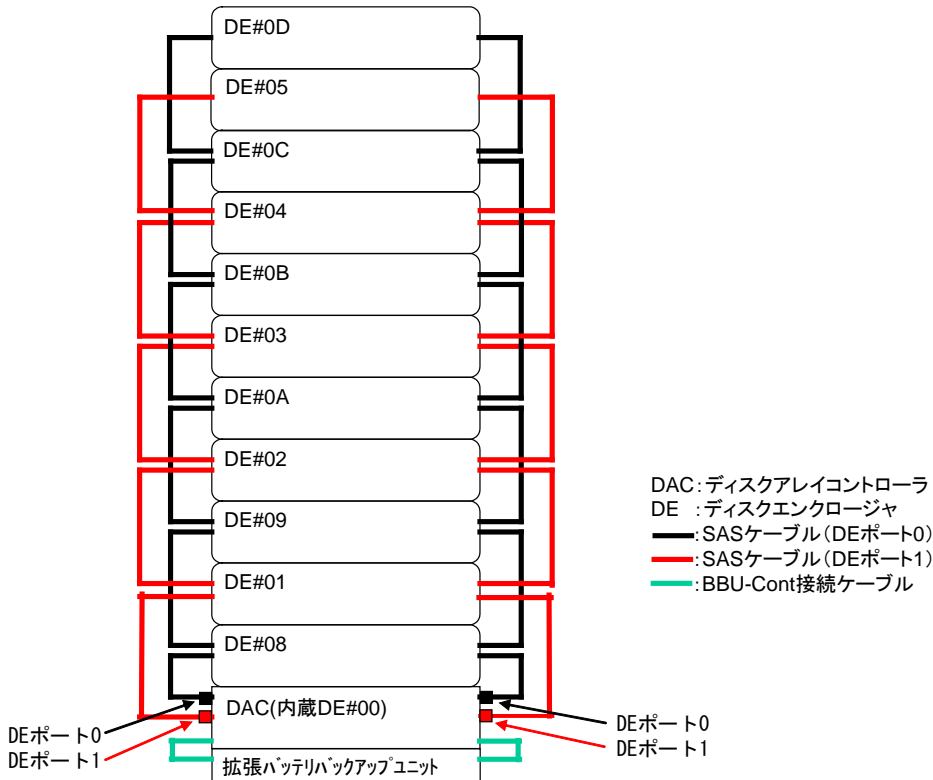 DE#0D
DE#05
DE#0C
DE#04
DE#0B
DE#03
DE#0A
DE#02
DE#09
DE#01
DE#08
DAC(内蔵DE#00)
拡張バッテリバックアップユニット
DEポート0
DEポート1
DEポート0
DEポート1
DAC:ディスクアレイコントローラ
DE :ディスクエンクロージャ
:SASケーブル(DEポート0)
:SASケーブル(DEポート1)
:BBU-Cont接続ケーブル